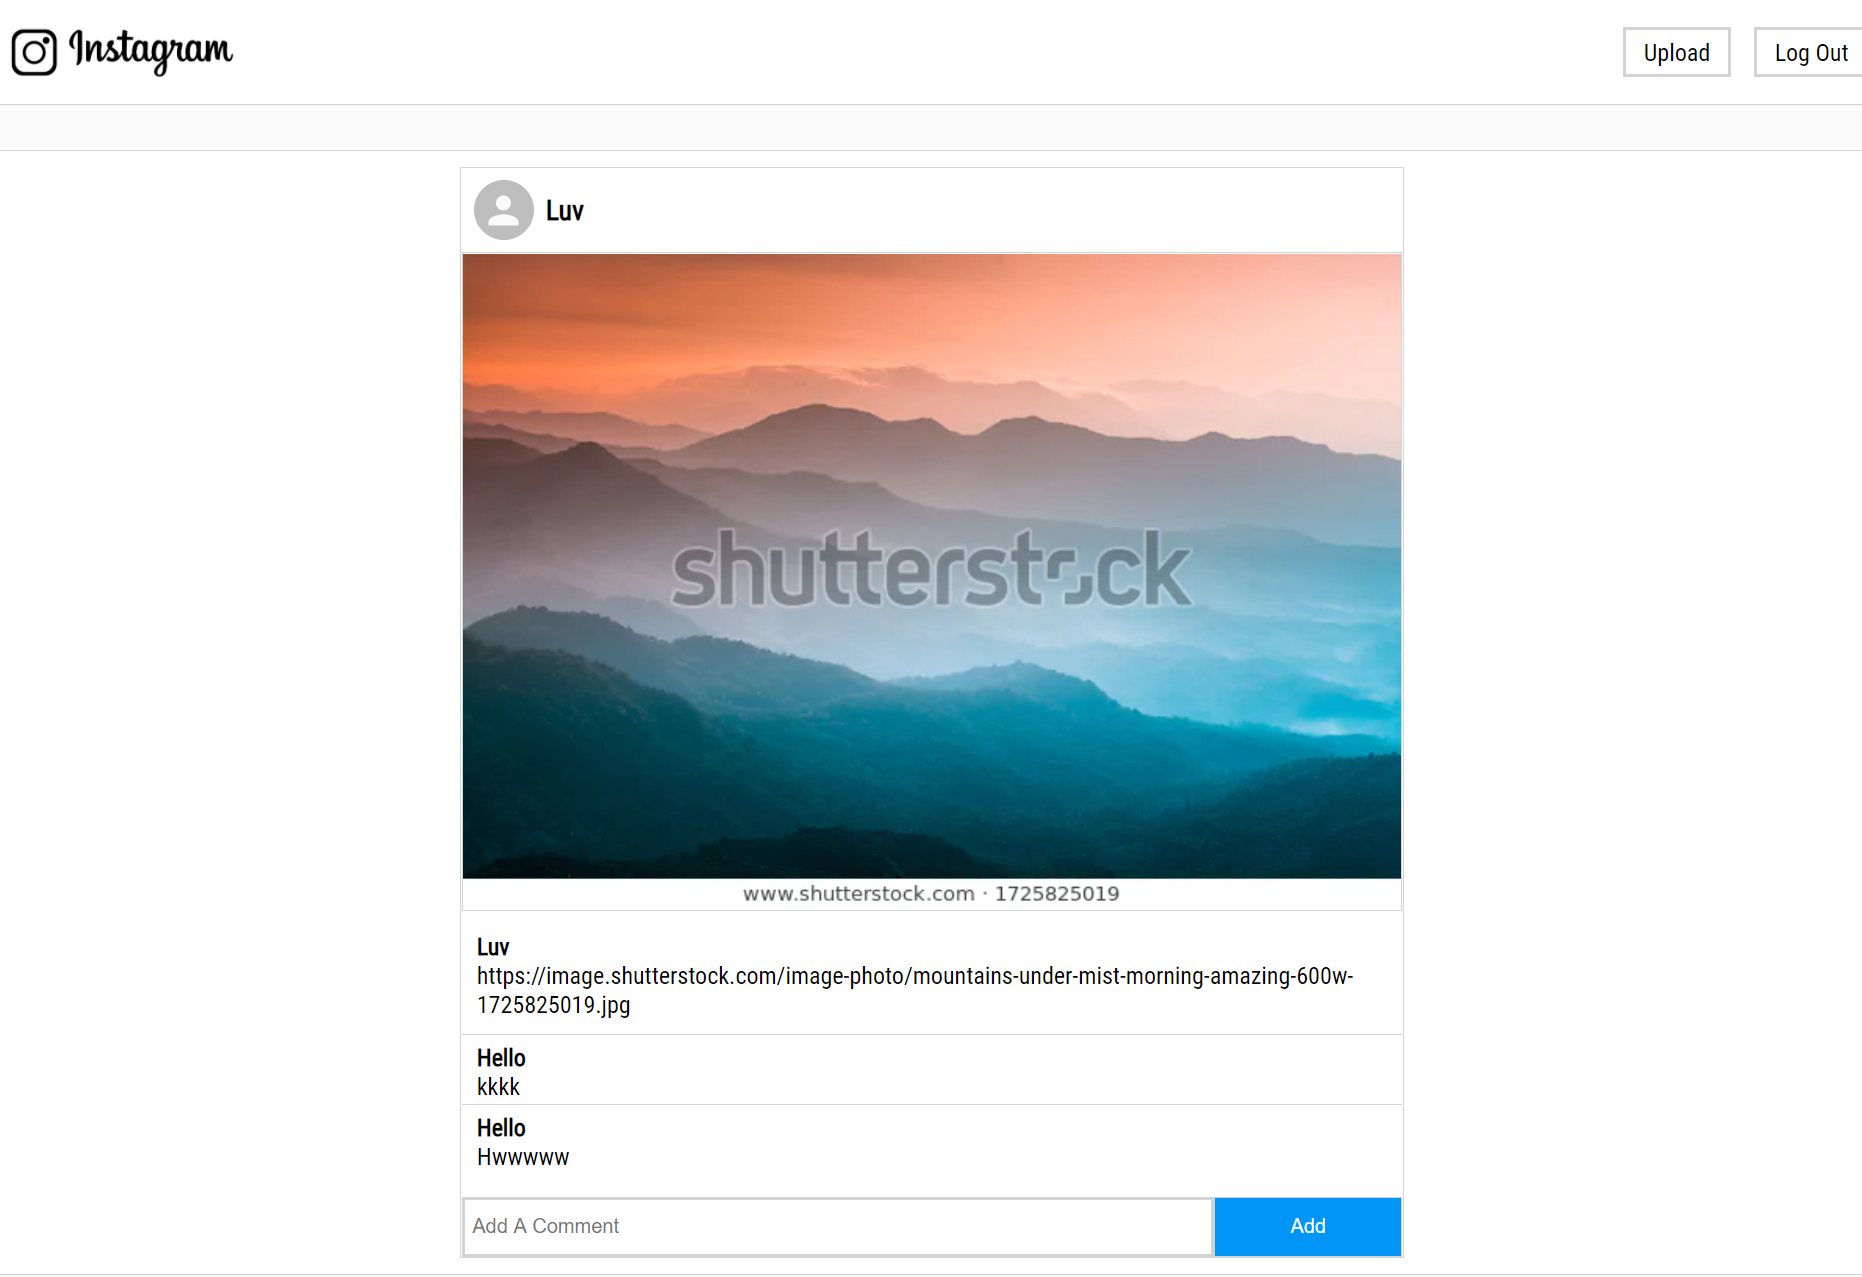 Instagram
Upload
Log Out
Luv
shutterstock
www.shutterstock.com · 1725825019
Luv
https://image.shutterstock.com/image-photo/mountains-under-mist-morning-amazing-600w-
1725825019.jpg
Hello
kkkk
Hello
Hwwwww
Add A Comment
Add